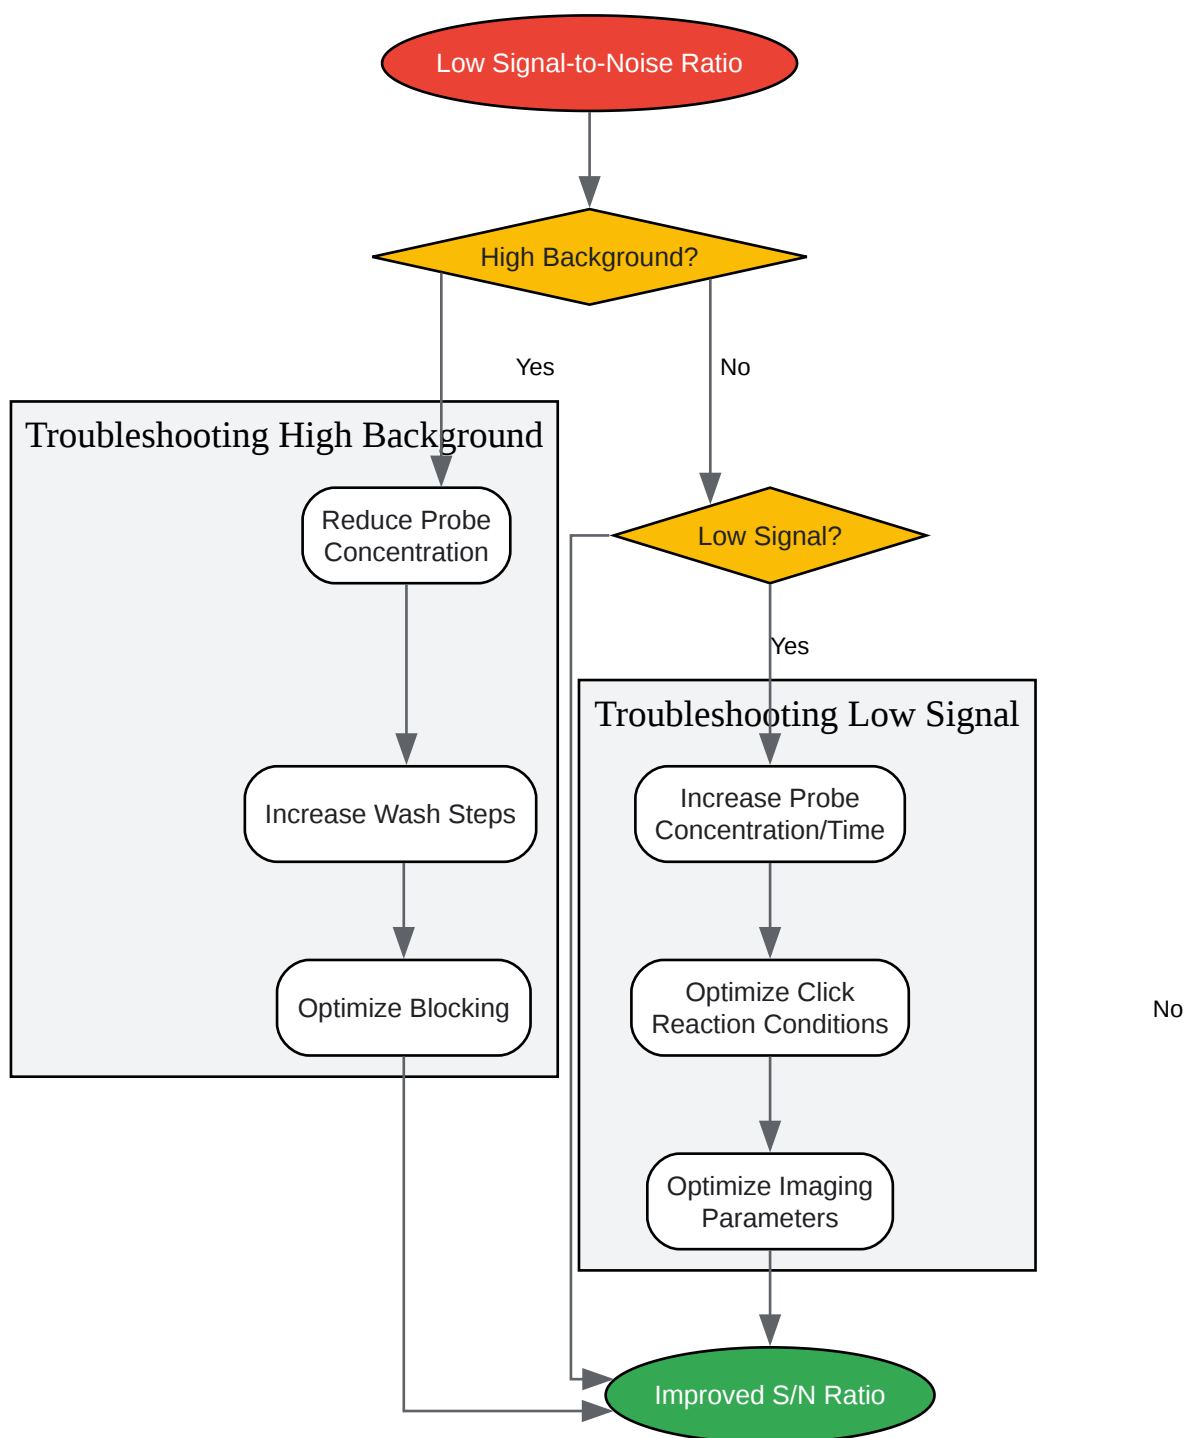 Low Signal-to-Noise Ratio
High Background?
Yes
No
Troubleshooting High Background
Reduce Probe
Concentration
Low Signal?
Yes
Troubleshooting Low Signal
Increase Wash Steps
Increase Probe
Concentration/Time
Optimize Blocking
Optimize Click
Reaction Conditions
No
Optimize Imaging
Parameters
Improved S/N Ratio